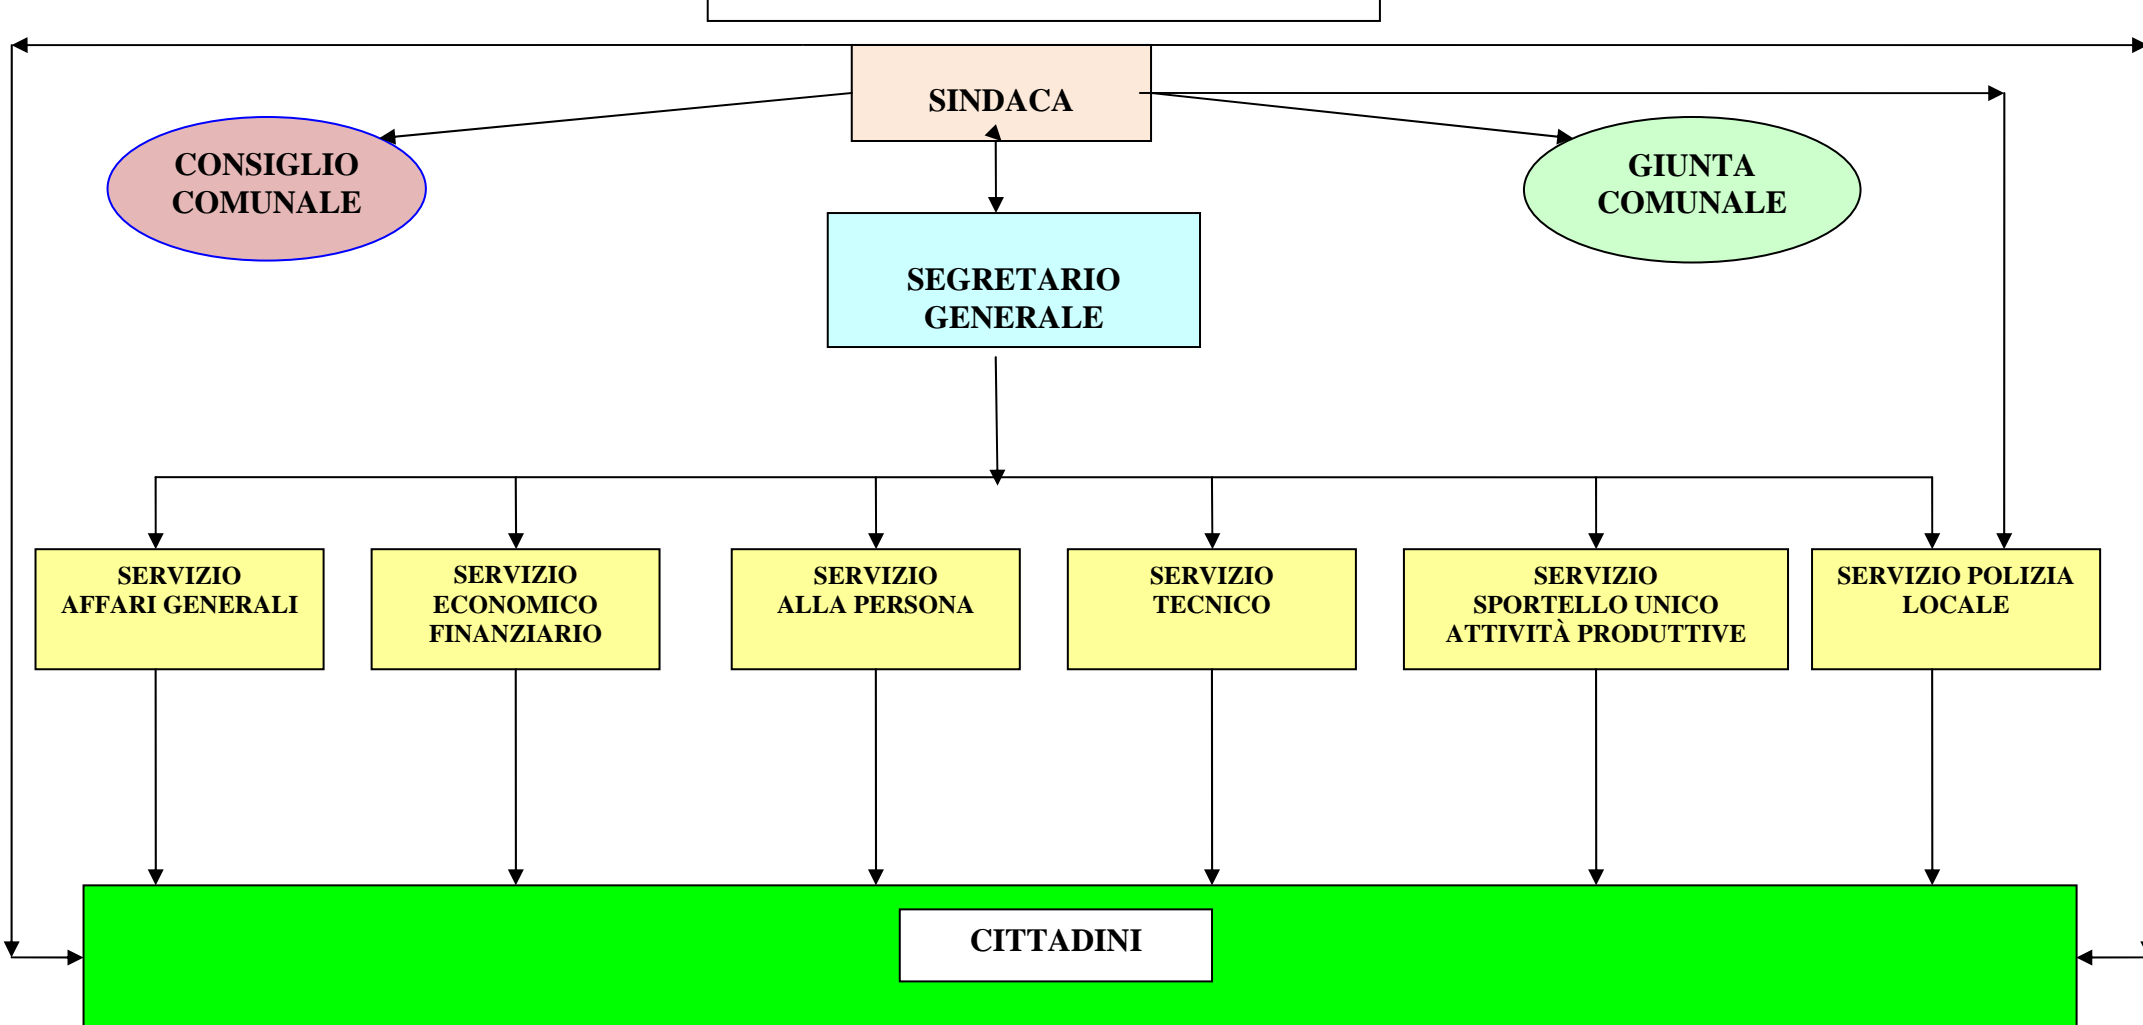 SINDACA
CONSIGLIO
COMUNALE
GIUNTA
COMUNALE
SEGRETARIO
GENERALE
SERVIZIO
AFFARI GENERALI
SERVIZIO
ECONOMICO
FINANZIARIO
SERVIZIO
ALLA PERSONA
SERVIZIO
TECNICO
SERVIZIO
SPORTELLO UNICO
ATTIVITÀ PRODUTTIVE
SERVIZIO POLIZIA
LOCALE
CITTADINI